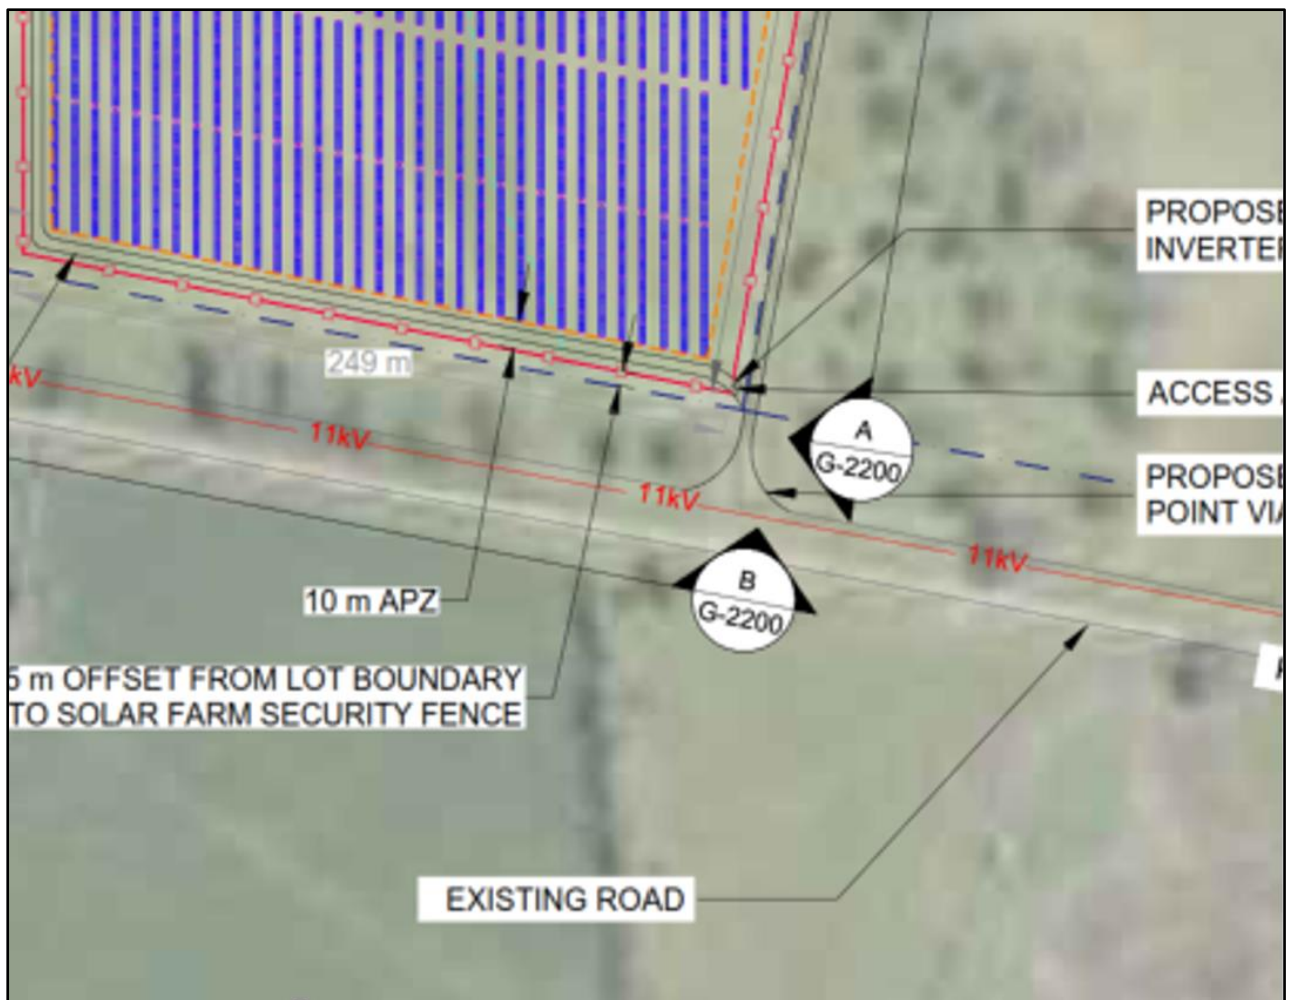 PROPOSE
INVERTE
249 m
kV
ACCESS
11kV
A
G-2200
PROPOSE
POINT VIA
11kV
11kV
B
G-2200
10 m APZ
5 m OFFSET FROM LOT BOUNDARY
TO SOLAR FARM SECURITY FENCE
EXISTING ROAD